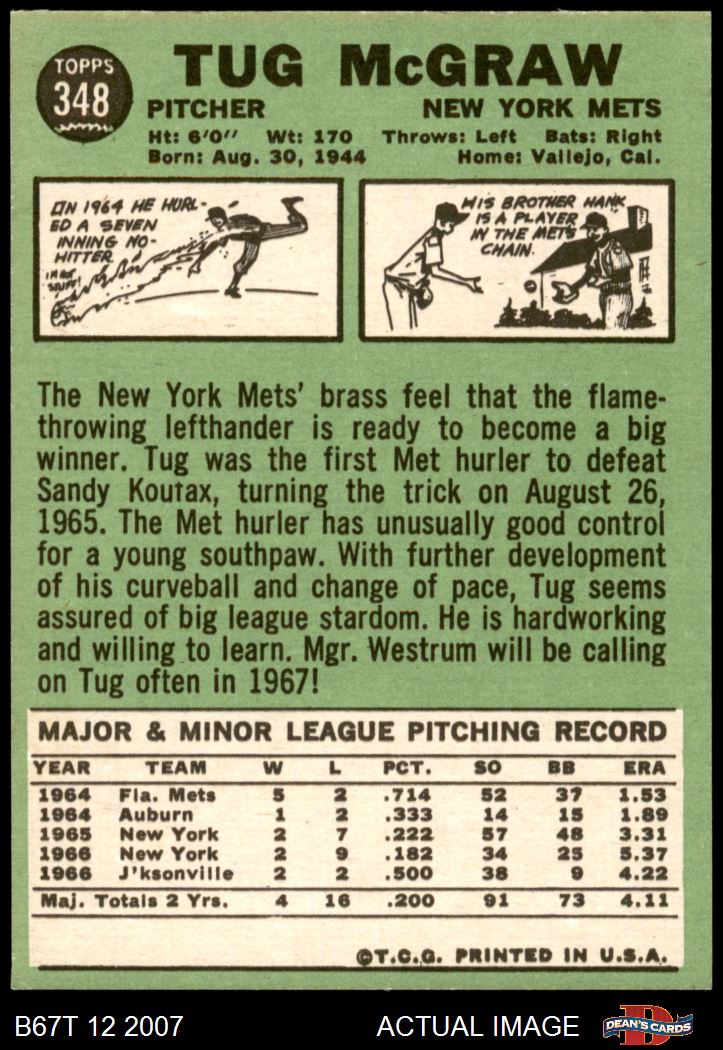 TOPPS
348
TUG McGRAW
PITCHER NEW YORK METS
Ht: 6'0" Wt: 170 Throws: Left Bats: Right
Born: Aug. 30, 1944 Home: Vallejo, Cal.
IN 1964 HE HURL-
ED A SEVEN
INNING NO-
HITTER
I'M HOT
STUFF!
HIS BROTHER HANK
IS A PLAYER
IN THE METS
CHAIN.
The New York Mets' brass feel that the flame-
throwing lefthander is ready to become a big
winner. Tug was the first Met hurler to defeat
Sandy Koufax, turning the trick on August 26,
1965. The Met hurler has unusually good control
for a young southpaw. With further development
of his curveball and change of pace, Tug seems
assured of big league stardom. He is hardworking
and willing to learn. Mgr. Westrum will be calling
on Tug often in 1967!
MAJOR & MINOR LEAGUE PITCHING RECORD
YEAR TEAM W L PCT. SO BB ERA
1964 Fla. Mets 5 2 .714 52 37 1.53
1964 Auburn 1 2 .333 14 15 1.89
1965 New York 2 7 .222 57 48 3.31
1966 New York 2 9 .182 34 25 5.37
1966 J'ksonville 2 2 .500 38 9 4.22
Maj. Totals 2 Yrs. 4 16 .200 91 73 4.11
©T.C.G. PRINTED IN U.S.A.
B67T 12 2007 ACTUAL IMAGE DEAN'S CARDS